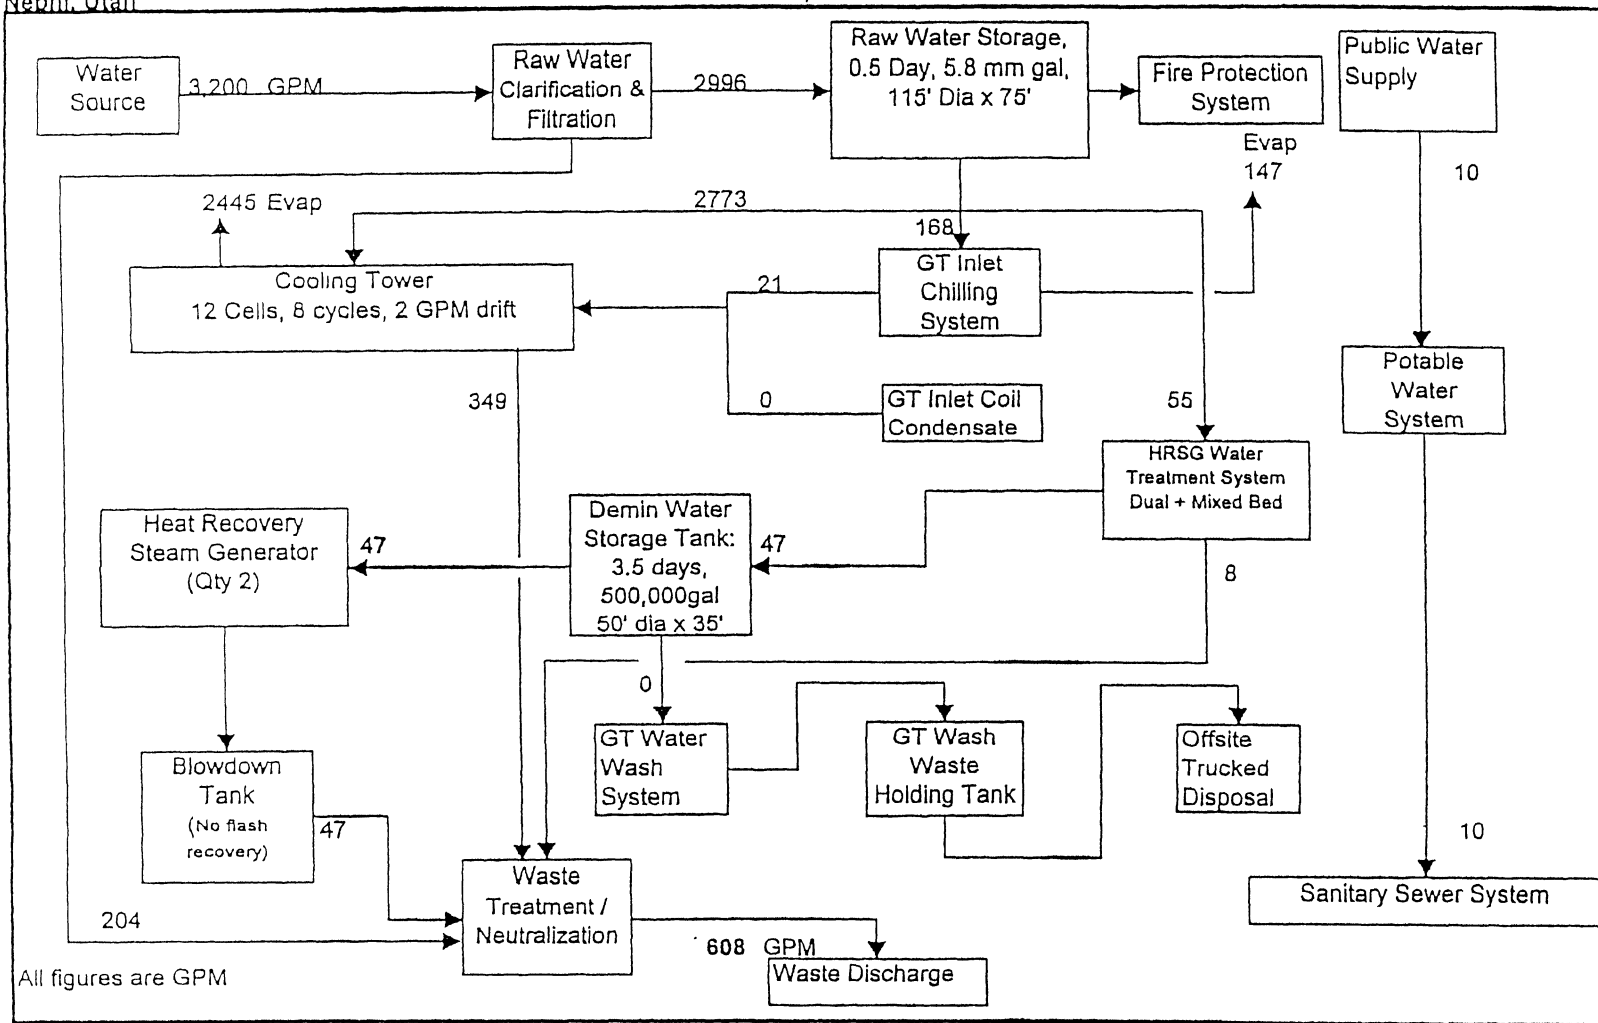 Nephi, Utah
Water
Source
3,200 GPM
Raw Water
Clarification &
Filtration
2996
Raw Water Storage,
0.5 Day, 5.8 mm gal,
115' Dia x 75'
Fire Protection
System
Public Water
Supply
Evap
147
10
2445 Evap
2773
168
Cooling Tower
12 Cells, 8 cycles, 2 GPM drift
21
GT Inlet
Chilling
System
349
0
GT Inlet Coil
Condensate
55
Potable
Water
System
HRSG Water
Treatment System
Dual + Mixed Bed
Heat Recovery
Steam Generator
(Qty 2)
47
Demin Water
Storage Tank:
3.5 days,
500,000gal
50' dia x 35'
47
8
0
GT Water
Wash
System
GT Wash
Waste
Holding Tank
Offsite
Trucked
Disposal
Blowdown
Tank
(No flash
recovery)
47
10
Waste
Treatment /
Neutralization
Sanitary Sewer System
204
608 GPM
Waste Discharge
All figures are GPM